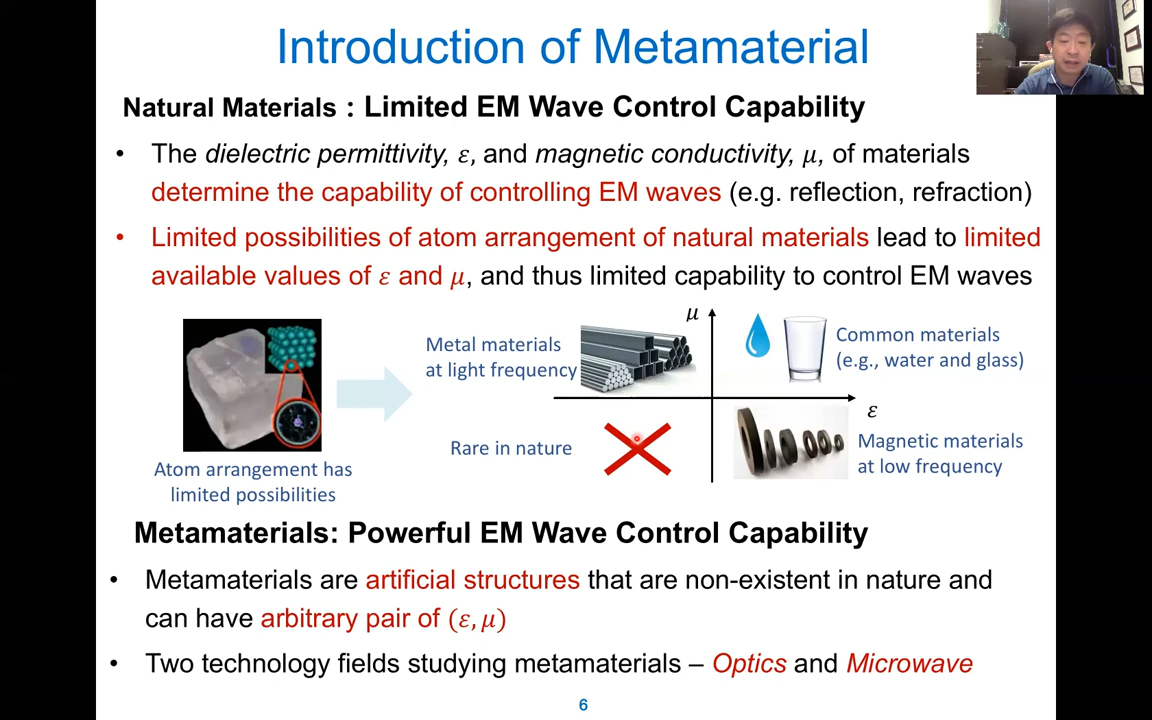 Introduction of Metamaterial
Natural Materials : Limited EM Wave Control Capability
• The dielectric permittivity, ε, and magnetic conductivity, μ, of materials
determine the capability of controlling EM waves (e.g. reflection, refraction)
• Limited possibilities of atom arrangement of natural materials lead to limited
available values of ε and μ, and thus limited capability to control EM waves
Atom arrangement has
limited possibilities
Metal materials
at light frequency
μ
Common materials
(e.g., water and glass)
ε
Rare in nature
Magnetic materials
at low frequency
Metamaterials: Powerful EM Wave Control Capability
• Metamaterials are artificial structures that are non-existent in nature and
can have arbitrary pair of (ε, μ)
• Two technology fields studying metamaterials – Optics and Microwave
6